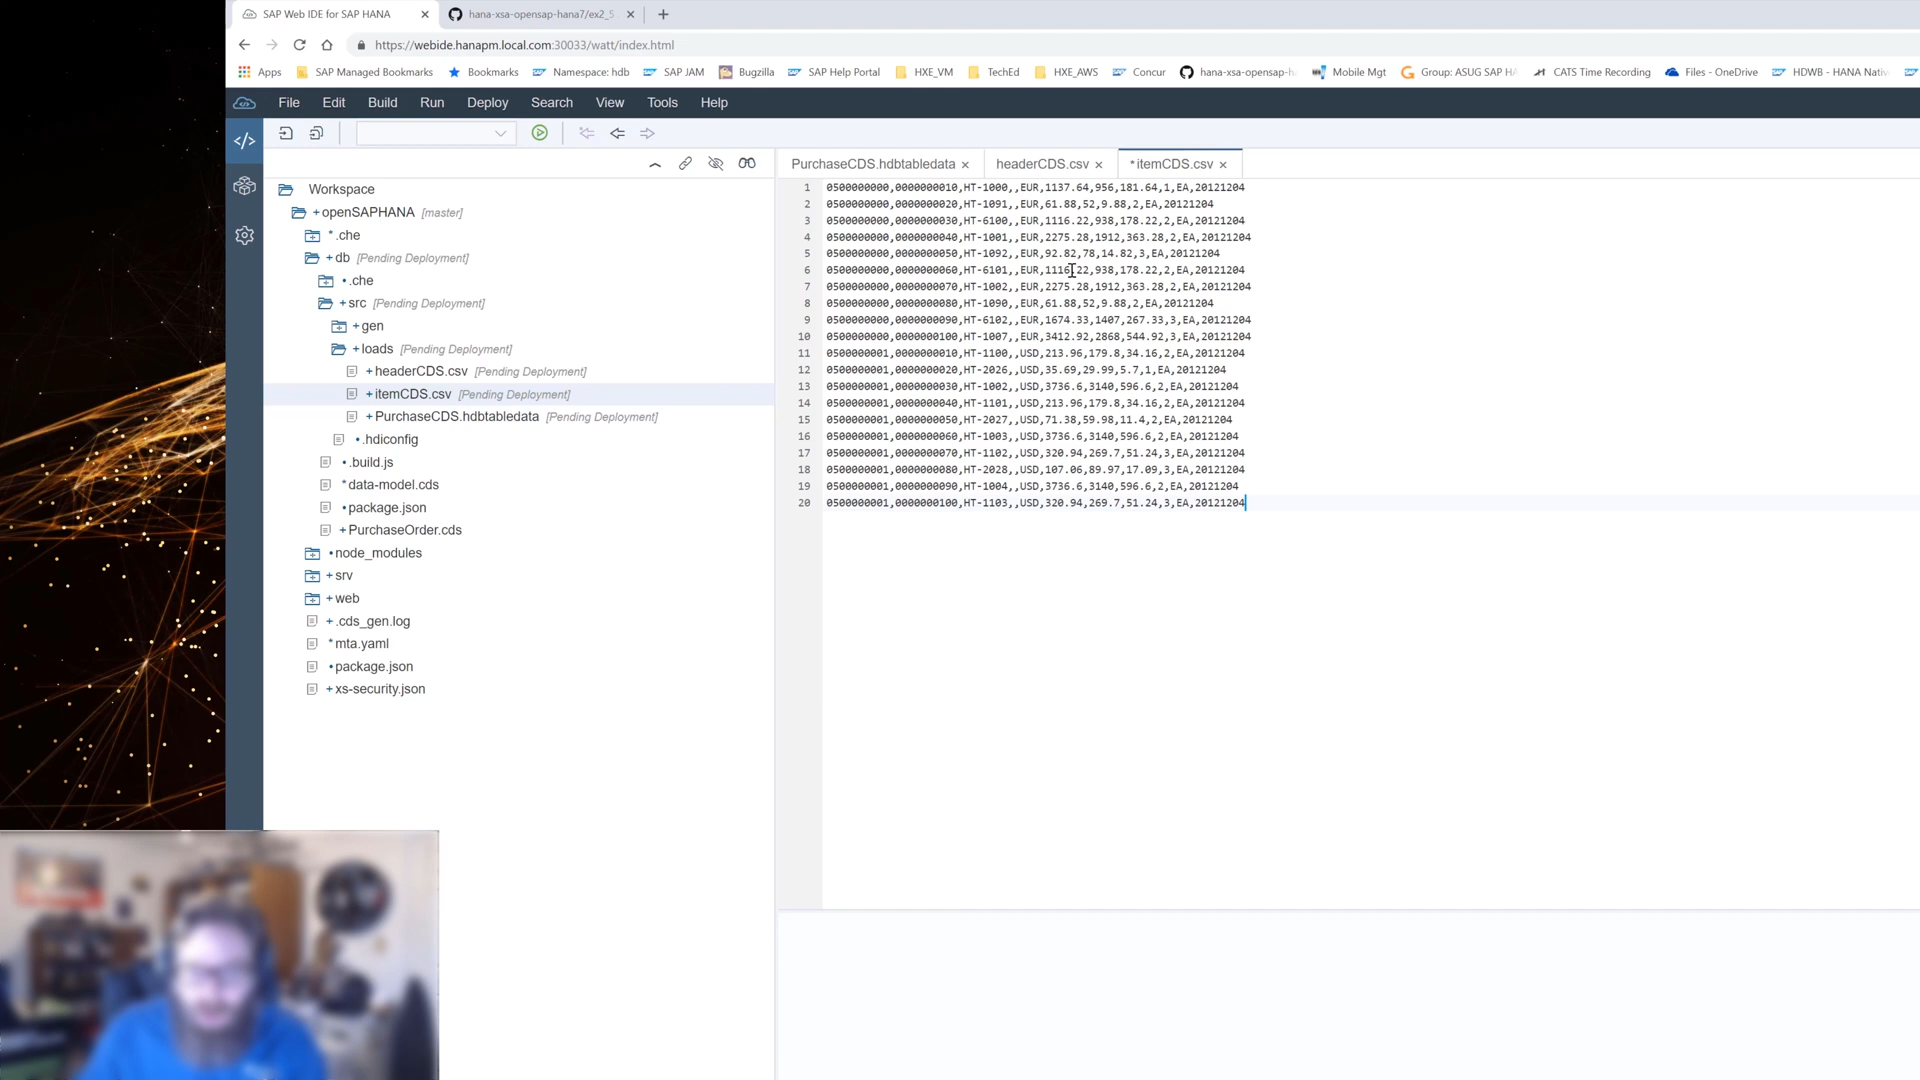 SAP Web IDE for SAP HANA
hana-xsa-opensap-hana7/ex2_5
https://webide.hanapm.local.com:30033/watt/index.html
Apps SAP Managed Bookmarks Bookmarks Namespace: hdb SAP JAM Bugzilla SAP Help Portal HXE_VM TechEd HXE_AWS Concur hana-xsa-opensap-h Mobile Mgt Group: ASUG SAP H CATS Time Recording Files - OneDrive HDWB - HANA Nativ
File Edit Build Run Deploy Search View Tools Help
PurchaseCDS.hdbtabledata × headerCDS.csv × *itemCDS.csv ×
Workspace
+openSAPHANA [master]
*.che
+db [Pending Deployment]
•.che
+src [Pending Deployment]
+gen
+loads [Pending Deployment]
+headerCDS.csv [Pending Deployment]
+itemCDS.csv [Pending Deployment]
+PurchaseCDS.hdbtabledata [Pending Deployment]
•.hdiconfig
•.build.js
*data-model.cds
•package.json
+PurchaseOrder.cds
•node_modules
+srv
+web
+.cds_gen.log
*mta.yaml
•package.json
+xs-security.json
1 0500000000,0000000010,HT-1000,,EUR,1137.64,956,181.64,1,EA,20121204
2 0500000000,0000000020,HT-1091,,EUR,61.88,52,9.88,2,EA,20121204
3 0500000000,0000000030,HT-6100,,EUR,1116.22,938,178.22,2,EA,20121204
4 0500000000,0000000040,HT-1001,,EUR,2275.28,1912,363.28,2,EA,20121204
5 0500000000,0000000050,HT-1092,,EUR,92.82,78,14.82,3,EA,20121204
6 0500000000,0000000060,HT-6101,,EUR,1116.22,938,178.22,2,EA,20121204
7 0500000000,0000000070,HT-1002,,EUR,2275.28,1912,363.28,2,EA,20121204
8 0500000000,0000000080,HT-1090,,EUR,61.88,52,9.88,2,EA,20121204
9 0500000000,0000000090,HT-6102,,EUR,1674.33,1407,267.33,3,EA,20121204
10 0500000000,0000000100,HT-1007,,EUR,3412.92,2868,544.92,3,EA,20121204
11 0500000001,0000000010,HT-1100,,USD,213.96,179.8,34.16,2,EA,20121204
12 0500000001,0000000020,HT-2026,,USD,35.69,29.99,5.7,1,EA,20121204
13 0500000001,0000000030,HT-1002,,USD,3736.6,3140,596.6,2,EA,20121204
14 0500000001,0000000040,HT-1101,,USD,213.96,179.8,34.16,2,EA,20121204
15 0500000001,0000000050,HT-2027,,USD,71.38,59.98,11.4,2,EA,20121204
16 0500000001,0000000060,HT-1003,,USD,3736.6,3140,596.6,2,EA,20121204
17 0500000001,0000000070,HT-1102,,USD,320.94,269.7,51.24,3,EA,20121204
18 0500000001,0000000080,HT-2028,,USD,107.06,89.97,17.09,3,EA,20121204
19 0500000001,0000000090,HT-1004,,USD,3736.6,3140,596.6,2,EA,20121204
20 0500000001,0000000100,HT-1103,,USD,320.94,269.7,51.24,3,EA,20121204